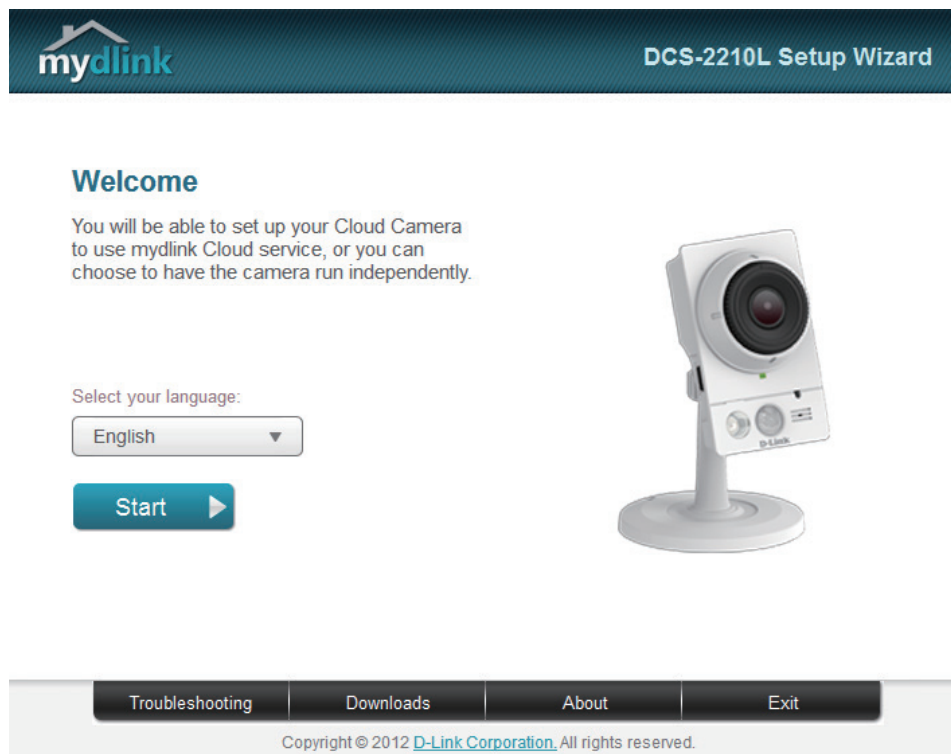 mydlink
DCS-2210L Setup Wizard
Welcome
You will be able to set up your Cloud Camera
to use mydlink Cloud service, or you can
choose to have the camera run independently.
Select your language:
English
Start
D-Link
Troubleshooting
Downloads
About
Exit
Copyright © 2012 D-Link Corporation. All rights reserved.